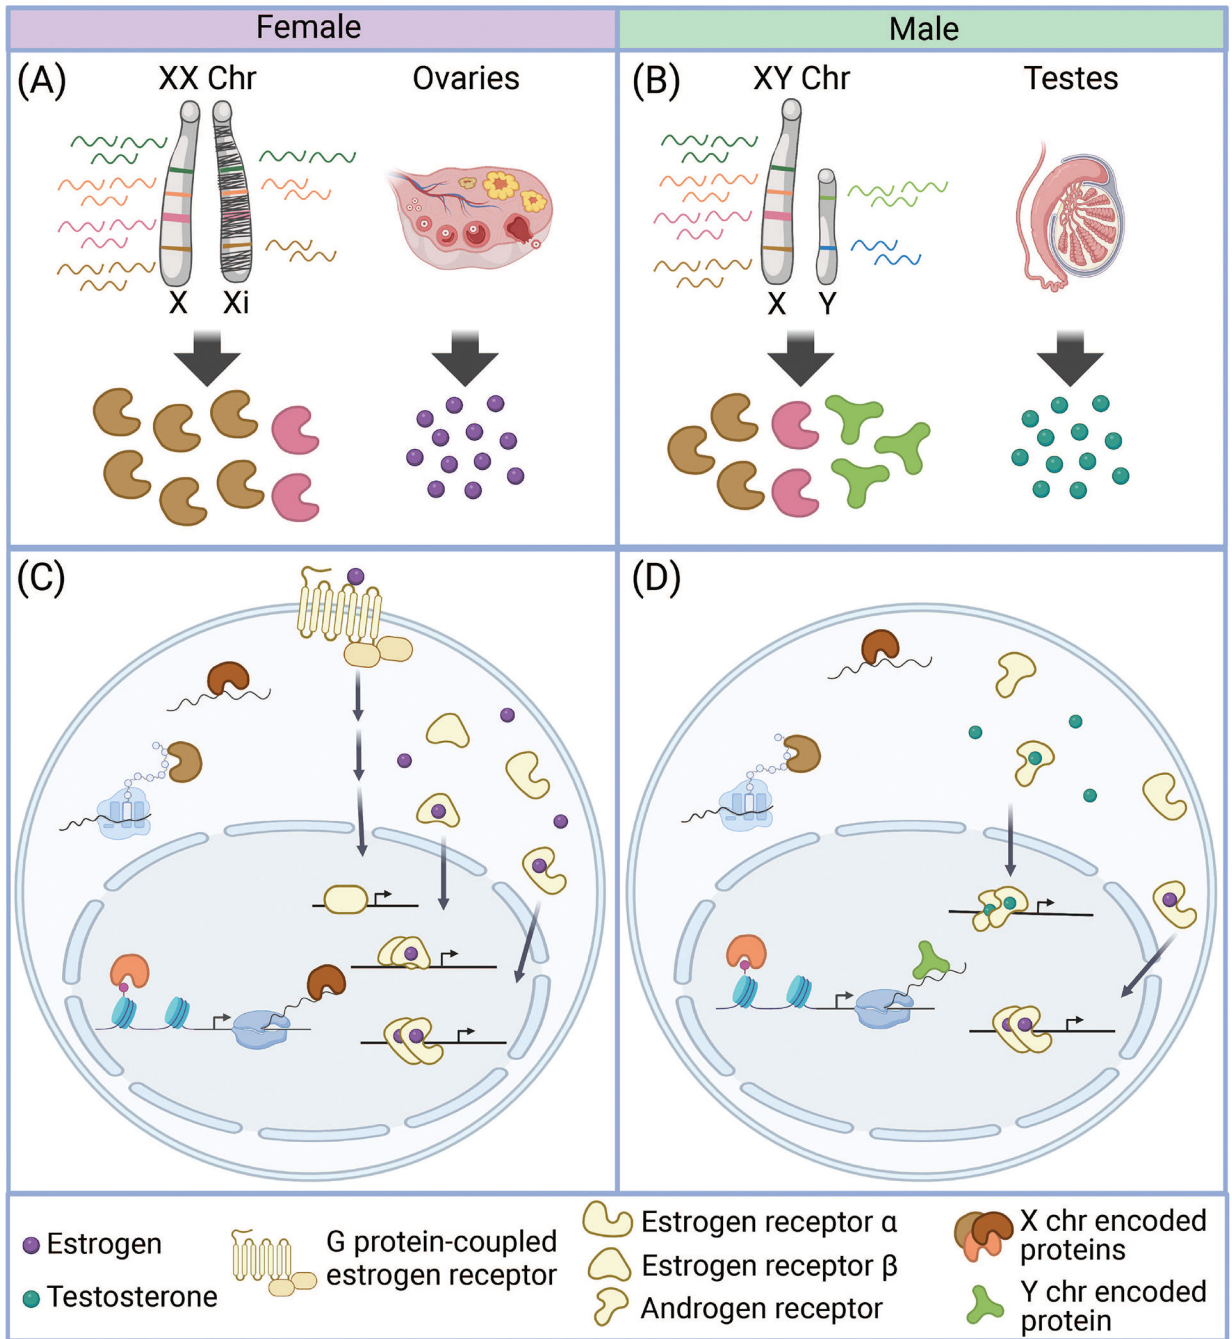 Female
Male
(A)
XX Chr
Ovaries
X
Xi
(B)
XY Chr
Testes
X
Y
(C)
(D)
Estrogen
Testosterone
G protein-coupled
estrogen receptor
Estrogen receptor α
Estrogen receptor β
Androgen receptor
X chr encoded
proteins
Y chr encoded
protein